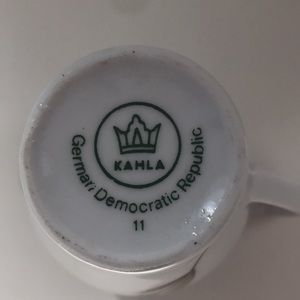 KAHLA
German Democratic Republic
11